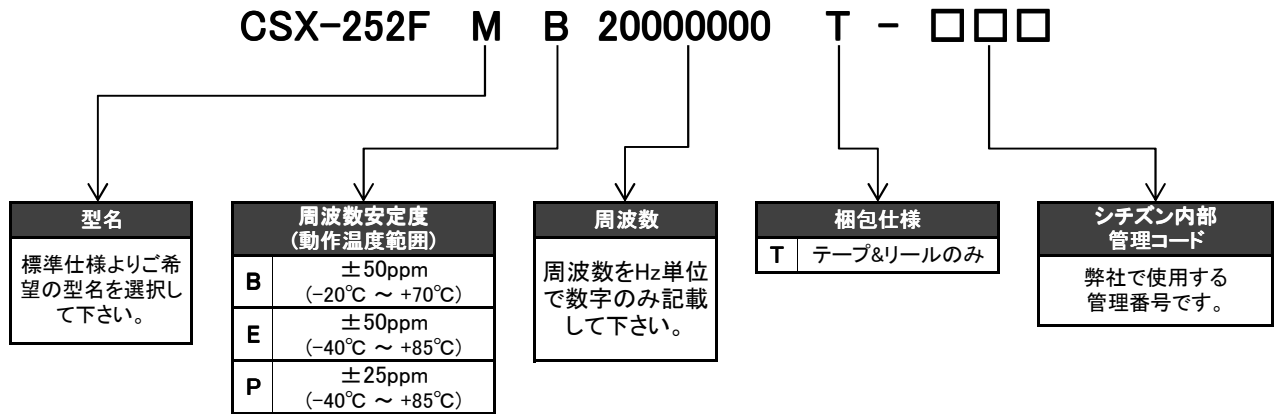 CSX-252F M B 20000000 T - □□□
型名
標準仕様よりご希
望の型名を選択し
て下さい。
周波数安定度
(動作温度範囲)
B ±50ppm
(-20℃ ~ +70℃)
E ±50ppm
(-40℃ ~ +85℃)
P ±25ppm
(-40℃ ~ +85℃)
周波数
周波数をHz単位
で数字のみ記載
して下さい。
梱包仕様
T テープ&リールのみ
シチズン内部
管理コード
弊社で使用する
管理番号です。